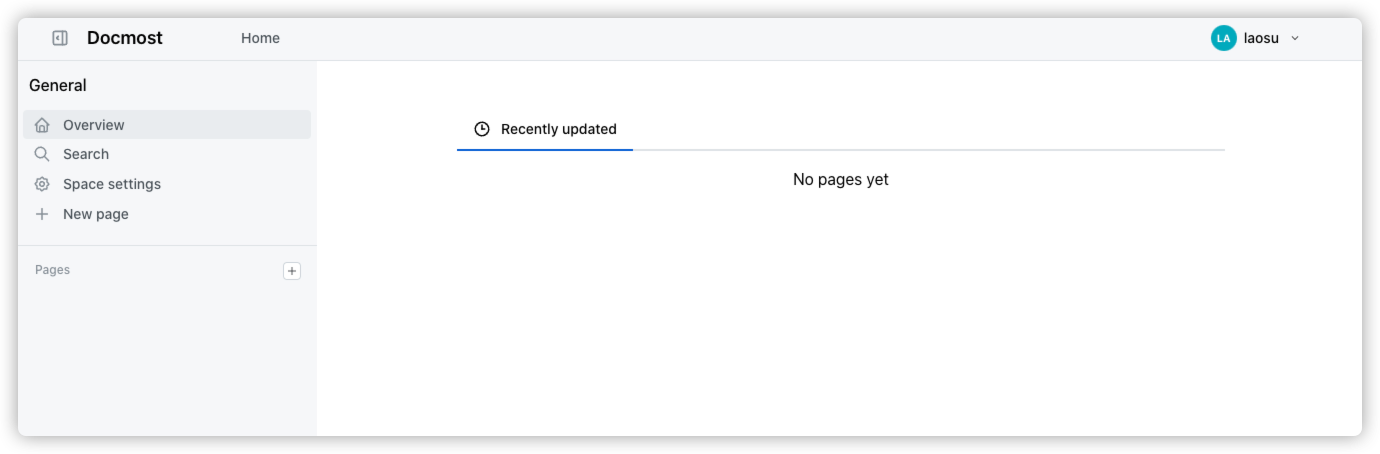 Docmost Home LA laosu
General
Overview
Search
Space settings
New page
Pages
Recently updated
No pages yet